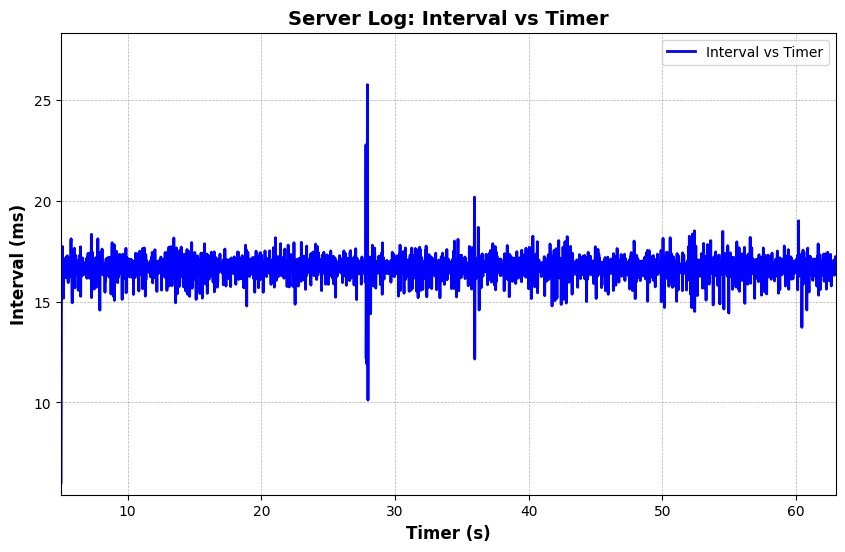 Server Log: Interval vs Timer
Interval vs Timer
25
20
15
10
Interval (ms)
10 20 30 40 50 60
Timer (s)